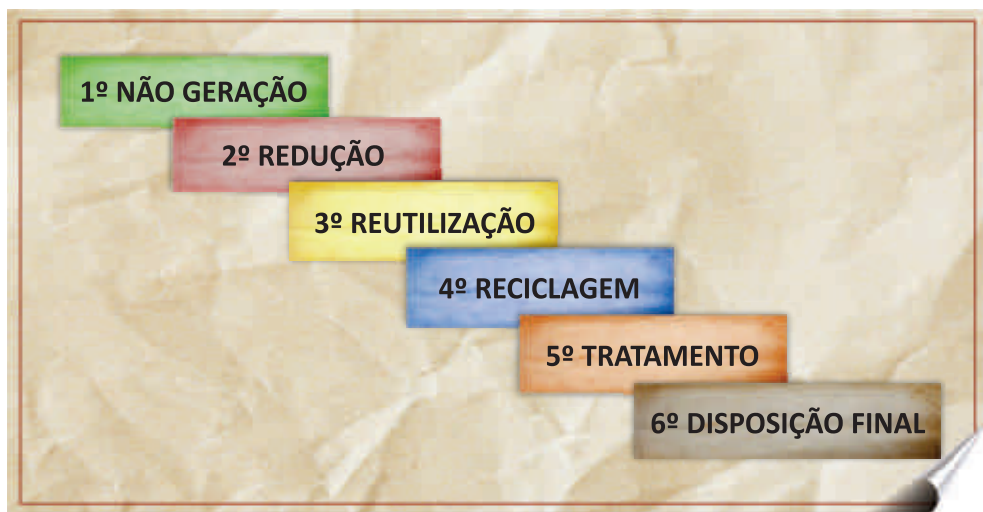 1º NÃO GERAÇÃO
2º REDUÇÃO
3º REUTILIZAÇÃO
4º RECICLAGEM
5º TRATAMENTO
6º DISPOSIÇÃO FINAL